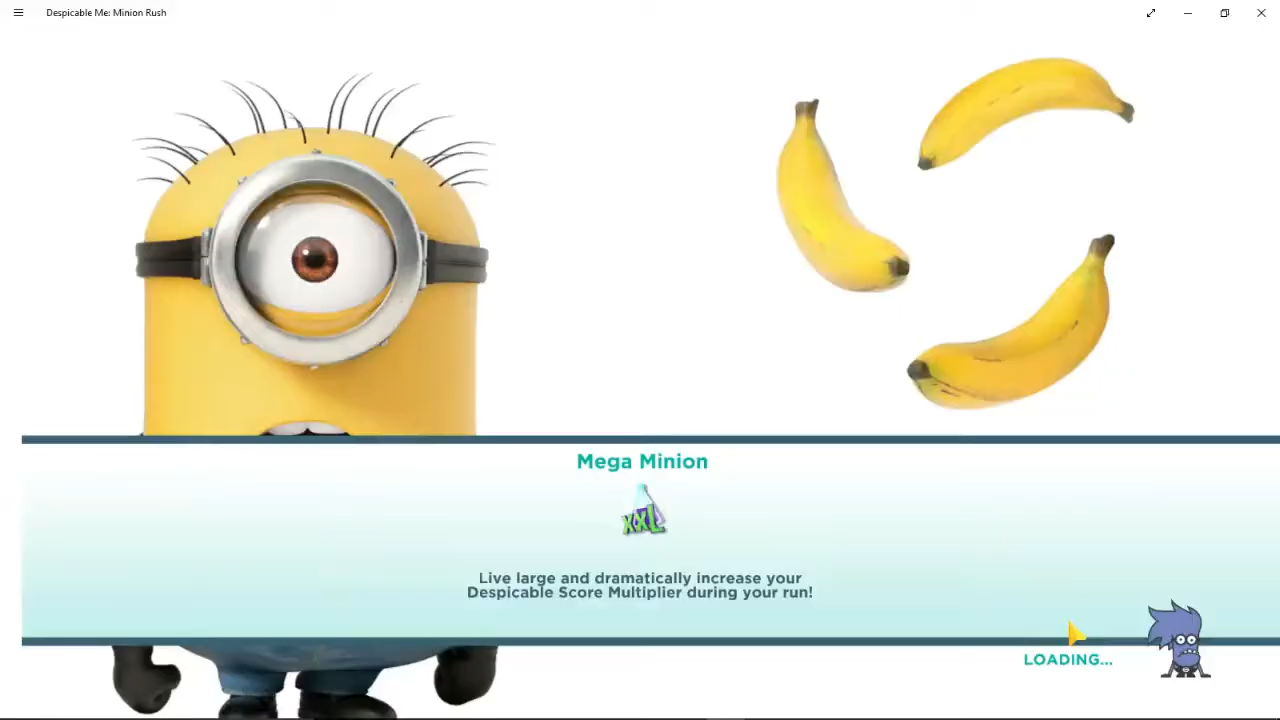 Despicable Me: Minion Rush
Mega Minion
XXL
Live large and dramatically increase your
Despicable Score Multiplier during your run!
LOADING...